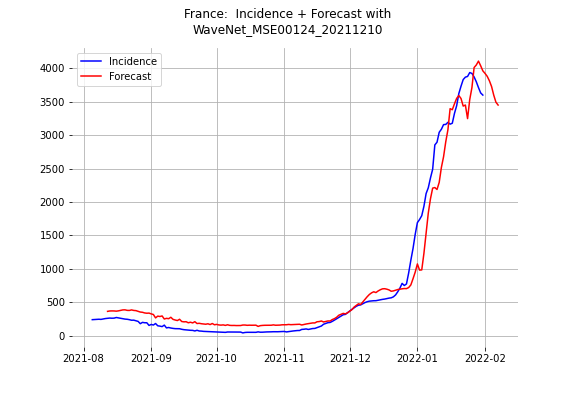 France:  Incidence + Forecast with
WaveNet_MSE00124_20211210
Incidence
Forecast
4000
3500
3000
2500
2000
1500
1000
500
0
2021-08 2021-09 2021-10 2021-11 2021-12 2022-01 2022-02